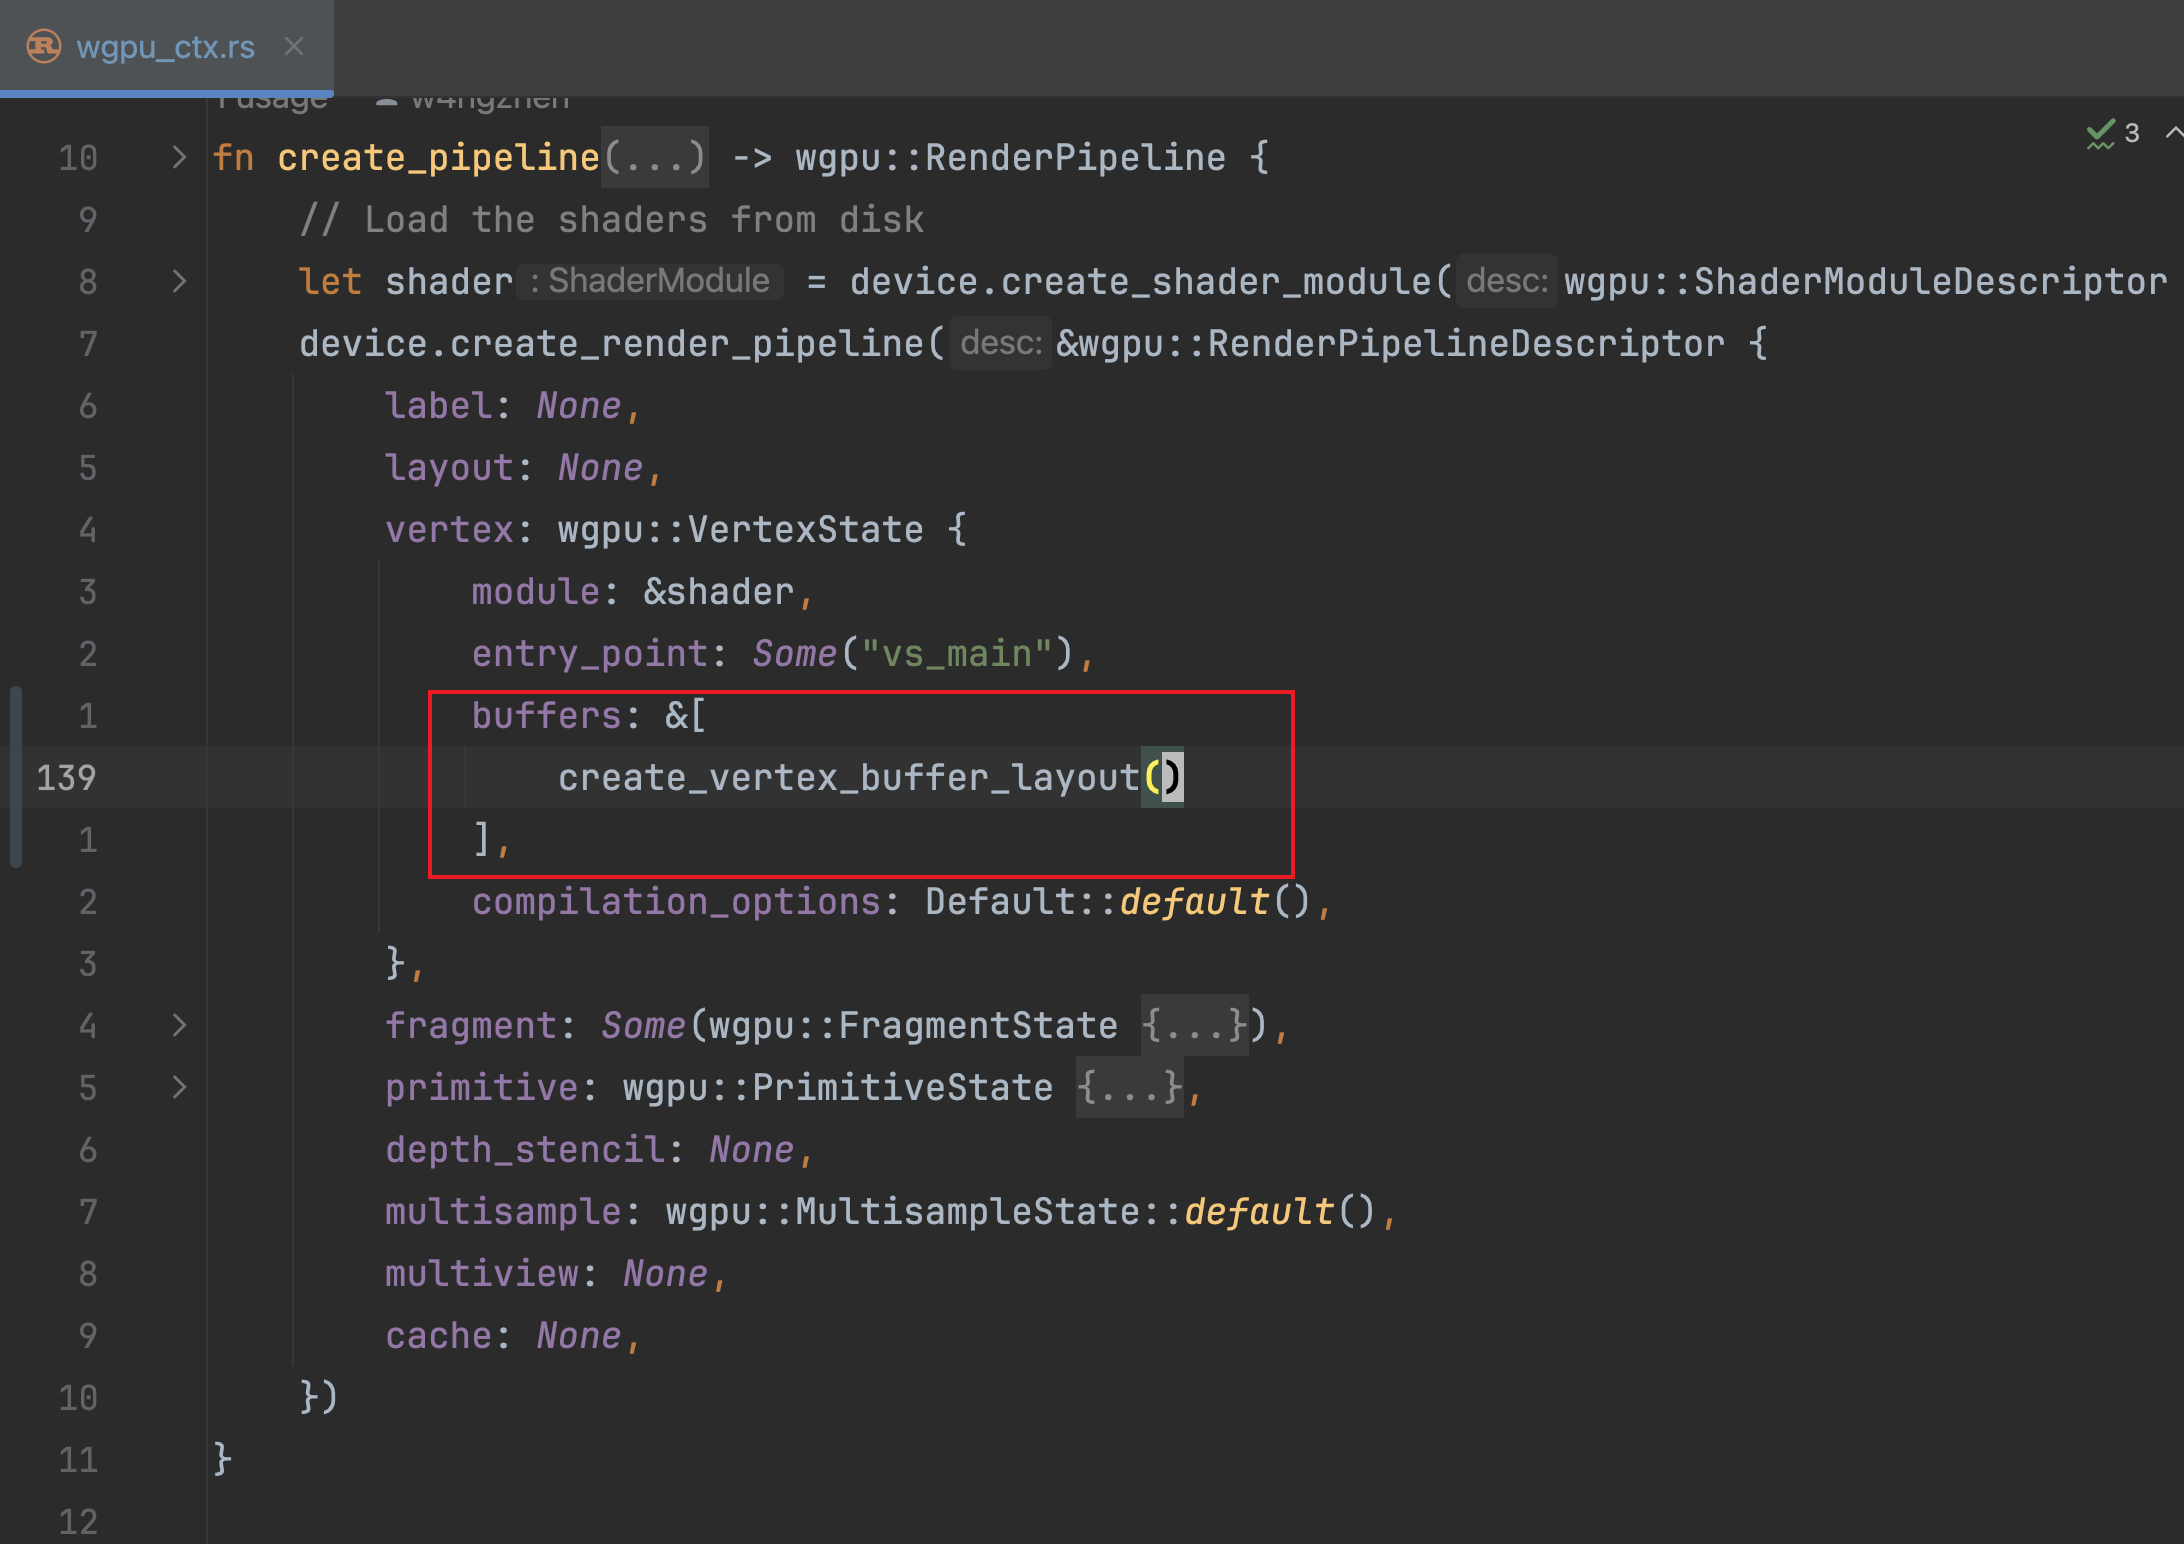 wgpu_ctx.rs
1 usage w4ngzhen
3
10 fn create_pipeline(...) -> wgpu::RenderPipeline {
9 // Load the shaders from disk
8 let shader : ShaderModule = device.create_shader_module( desc: wgpu::ShaderModuleDescriptor
7 device.create_render_pipeline( desc: &wgpu::RenderPipelineDescriptor {
6 label: None,
5 layout: None,
4 vertex: wgpu::VertexState {
3 module: &shader,
2 entry_point: Some("vs_main"),
1 buffers: &[
139 create_vertex_buffer_layout()
1 ],
2 compilation_options: Default::default(),
3 },
4 fragment: Some(wgpu::FragmentState {...}),
5 primitive: wgpu::PrimitiveState {...},
6 depth_stencil: None,
7 multisample: wgpu::MultisampleState::default(),
8 multiview: None,
9 cache: None,
10 })
11 }
12